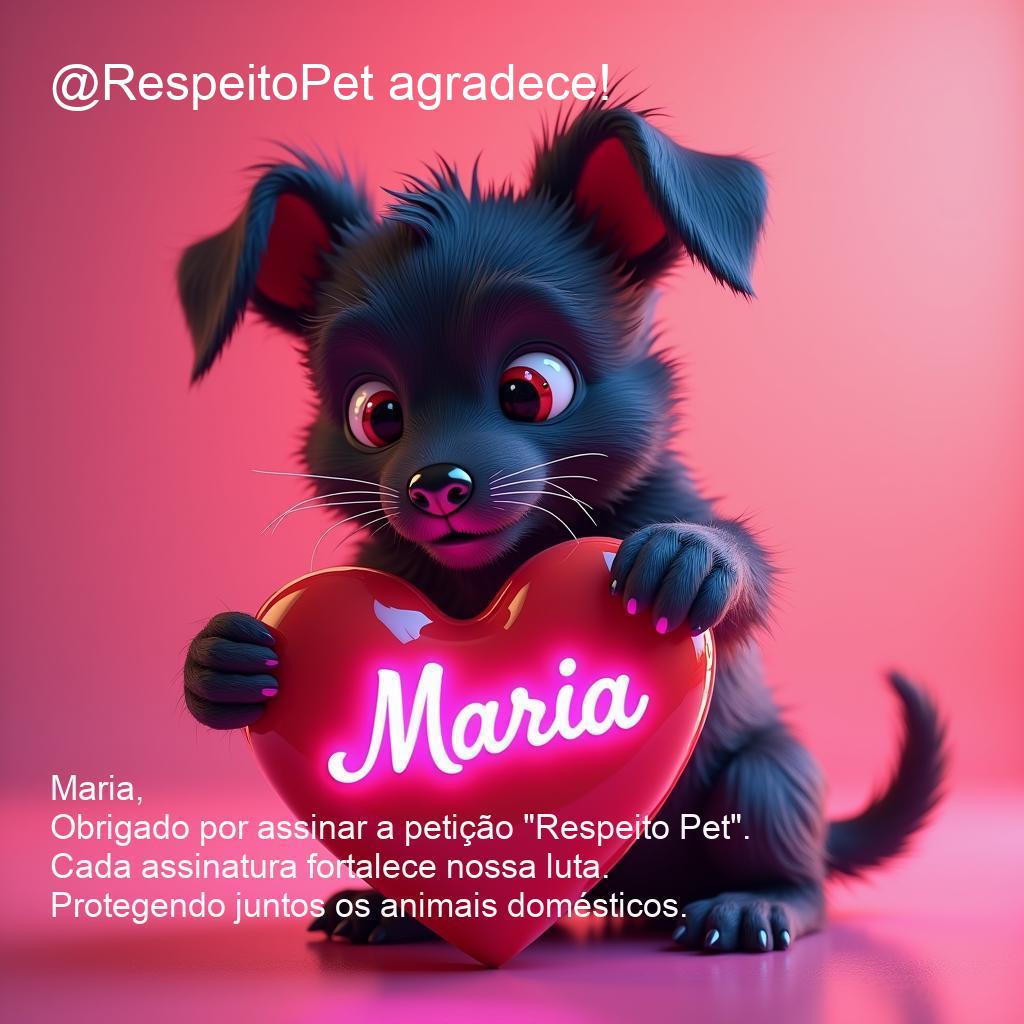 @RespeitoPet agradece!
Maria
Maria,
Obrigado por assinar a petição "Respeito Pet".
Cada assinatura fortalece nossa luta.
Protegendo juntos os animais domésticos.